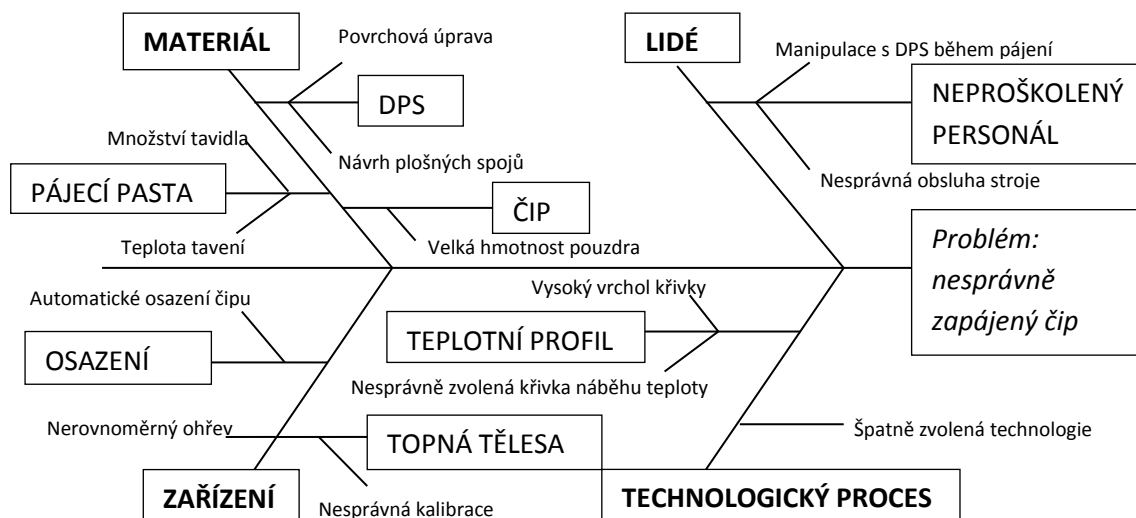 MATERIÁL
Povrchová úprava
DPS
Množství tavidla
Návrh plošných spojů
PÁJECÍ PASTA
ČIP
Teplota tavení
Velká hmotnost pouzdra
LIDÉ
Manipulace s DPS během pájení
NEPROŠKOLENÝ
PERSONÁL
Nesprávná obsluha stroje
Problém:
nesprávně
zapájený čip
Automatické osazení čipu
OSAZENÍ
Nerovnoměrný ohřev
TOPNÁ TĚLESA
ZAŘÍZENÍ
Nesprávná kalibrace
Vysoký vrchol křivky
TEPLOTNÍ PROFIL
Nesprávně zvolená křivka náběhu teploty
Špatně zvolená technologie
TECHNOLOGICKÝ PROCES